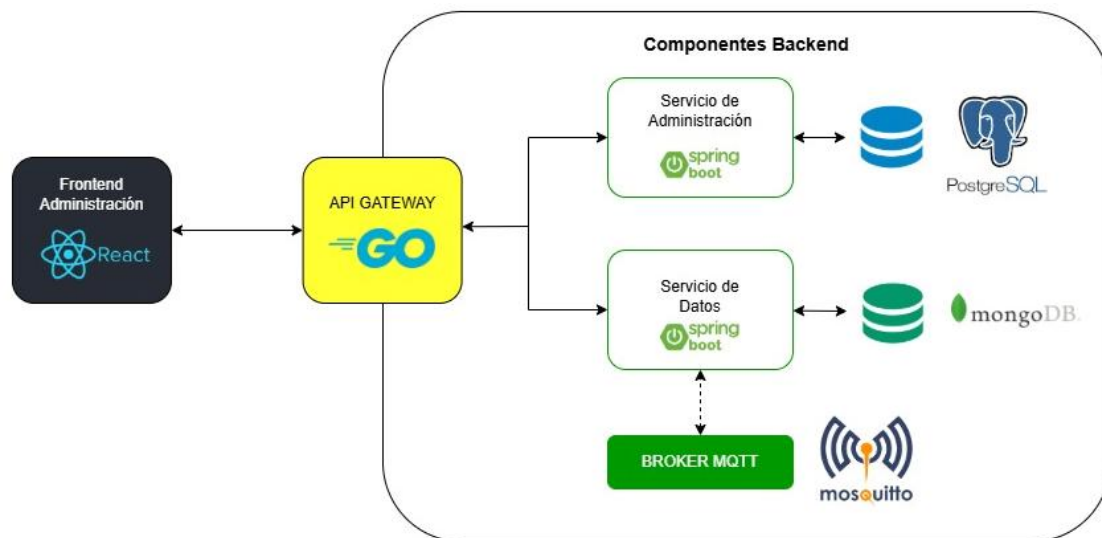 Componentes Backend
Frontend
Administración
React
API GATEWAY
GO
Servicio de
Administración
spring
boot
PostgreSQL
Servicio de
Datos
spring
boot
mongoDB.
BROKER MQTT
mosquitto